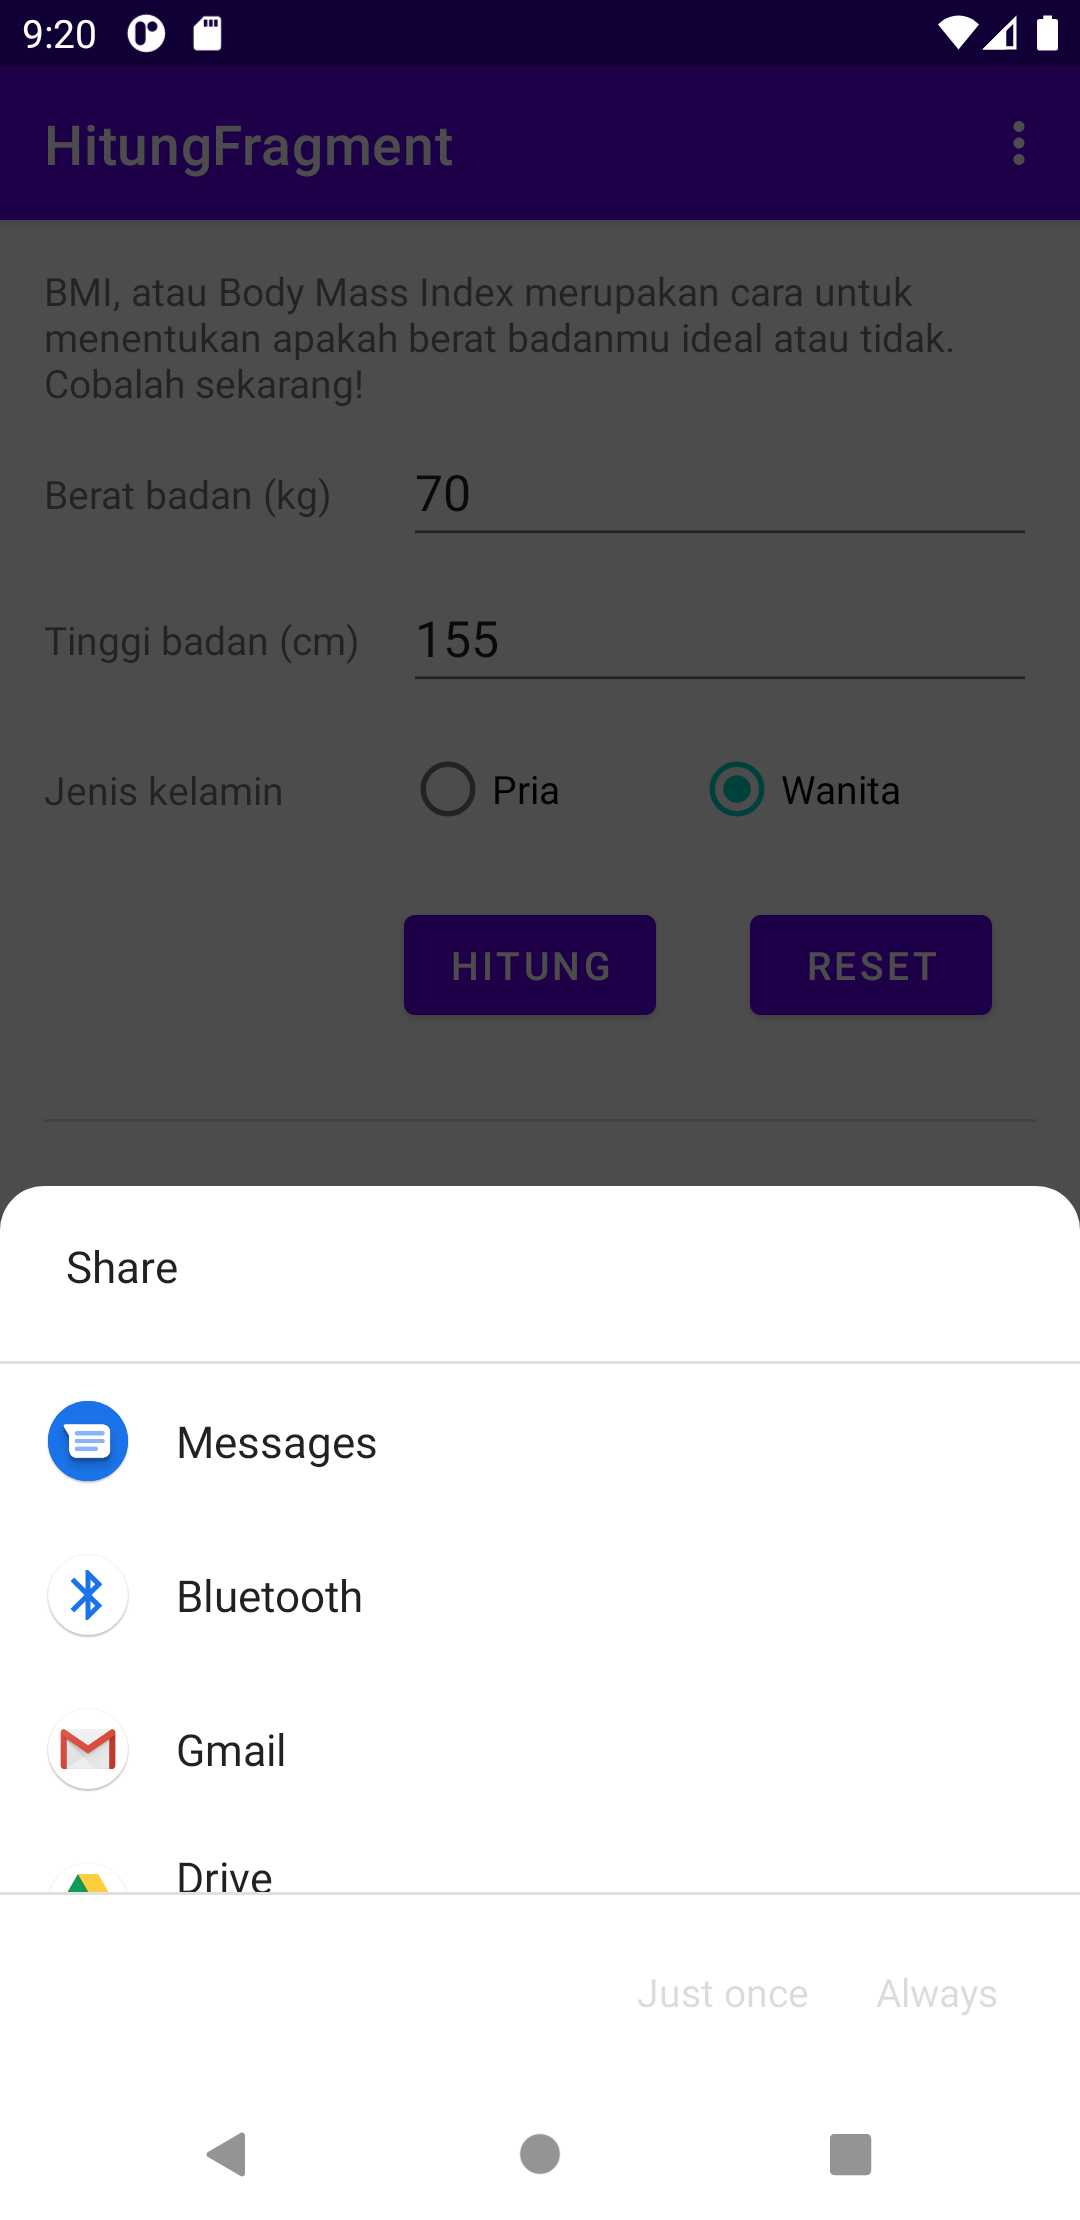 9:20
HitungFragment
BMI, atau Body Mass Index merupakan cara untuk
menentukan apakah berat badanmu ideal atau tidak.
Cobalah sekarang!
Berat badan (kg) 70
Tinggi badan (cm) 155
Jenis kelamin Pria Wanita
HITUNG RESET
Share
Messages
Bluetooth
Gmail
Drive
Just once Always